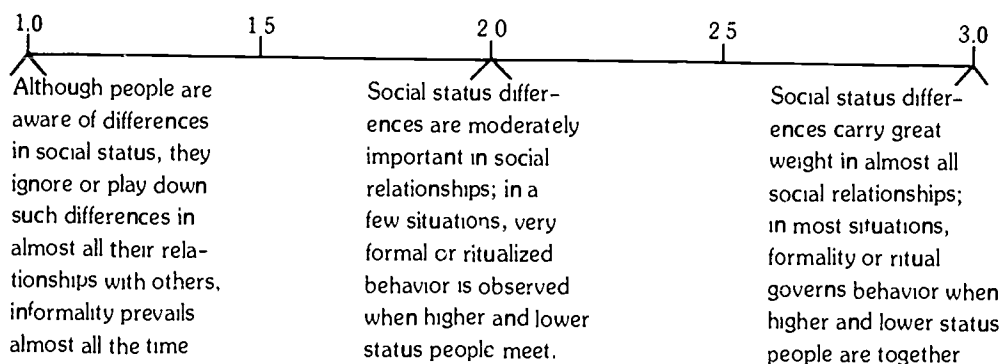 1.0 1 5 2 0 2 5 3.0
Although people are
aware of differences
in social status, they
ignore or play down
such differences in
almost all their rela-
tionships with others,
informality prevails
almost all the time
Social status differ-
ences are moderately
important in social
relationships; in a
few situations, very
formal or ritualized
behavior is observed
when higher and lower
status people meet.
Social status differ-
ences carry great
weight in almost all
social relationships;
in most situations,
formality or ritual
governs behavior when
higher and lower status
people are together